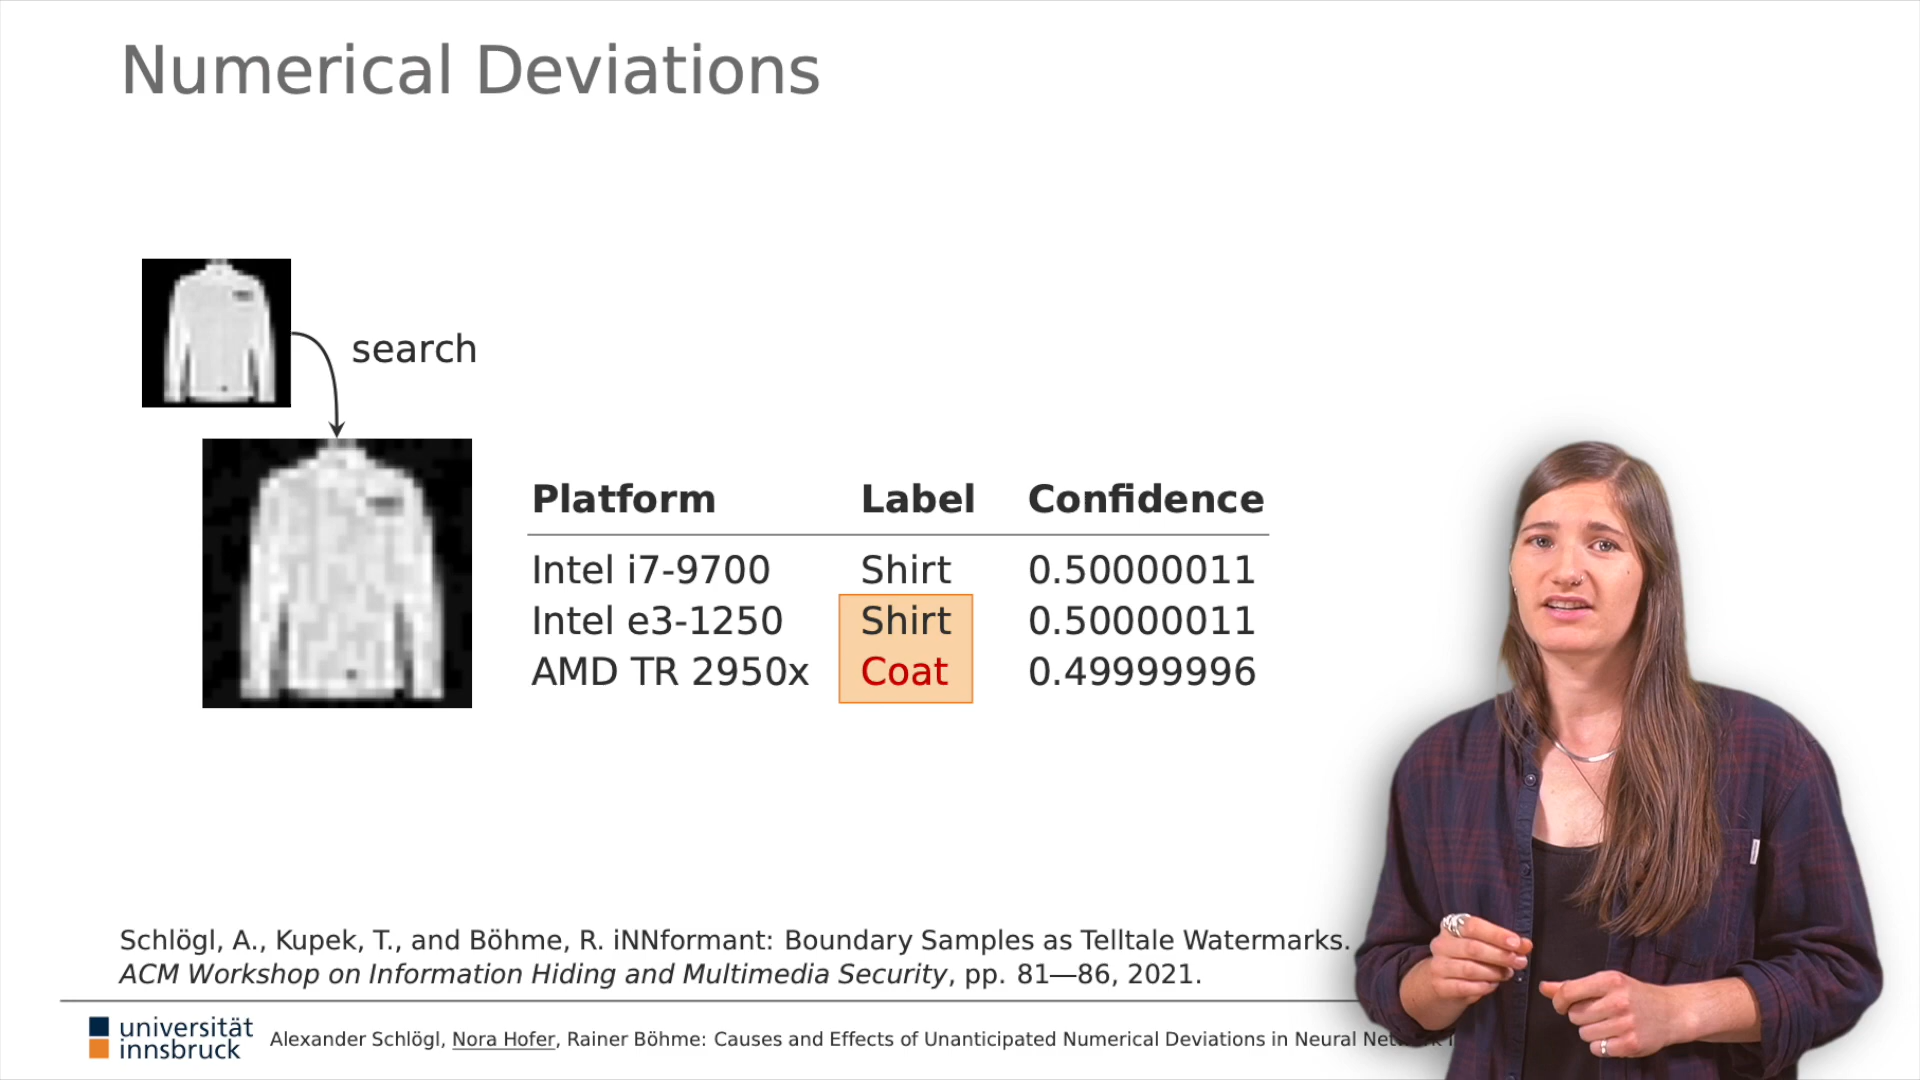 Numerical Deviations
search
Platform Label Confidence
Intel i7-9700 Shirt 0.50000011
Intel e3-1250 Shirt 0.50000011
AMD TR 2950x Coat 0.49999996
Schlögl, A., Kupek, T., and Böhme, R. iNNformant: Boundary Samples as Telltale Watermarks.
ACM Workshop on Information Hiding and Multimedia Security, pp. 81—86, 2021.
universität
innsbruck
Alexander Schlögl, Nora Hofer, Rainer Böhme: Causes and Effects of Unanticipated Numerical Deviations in Neural